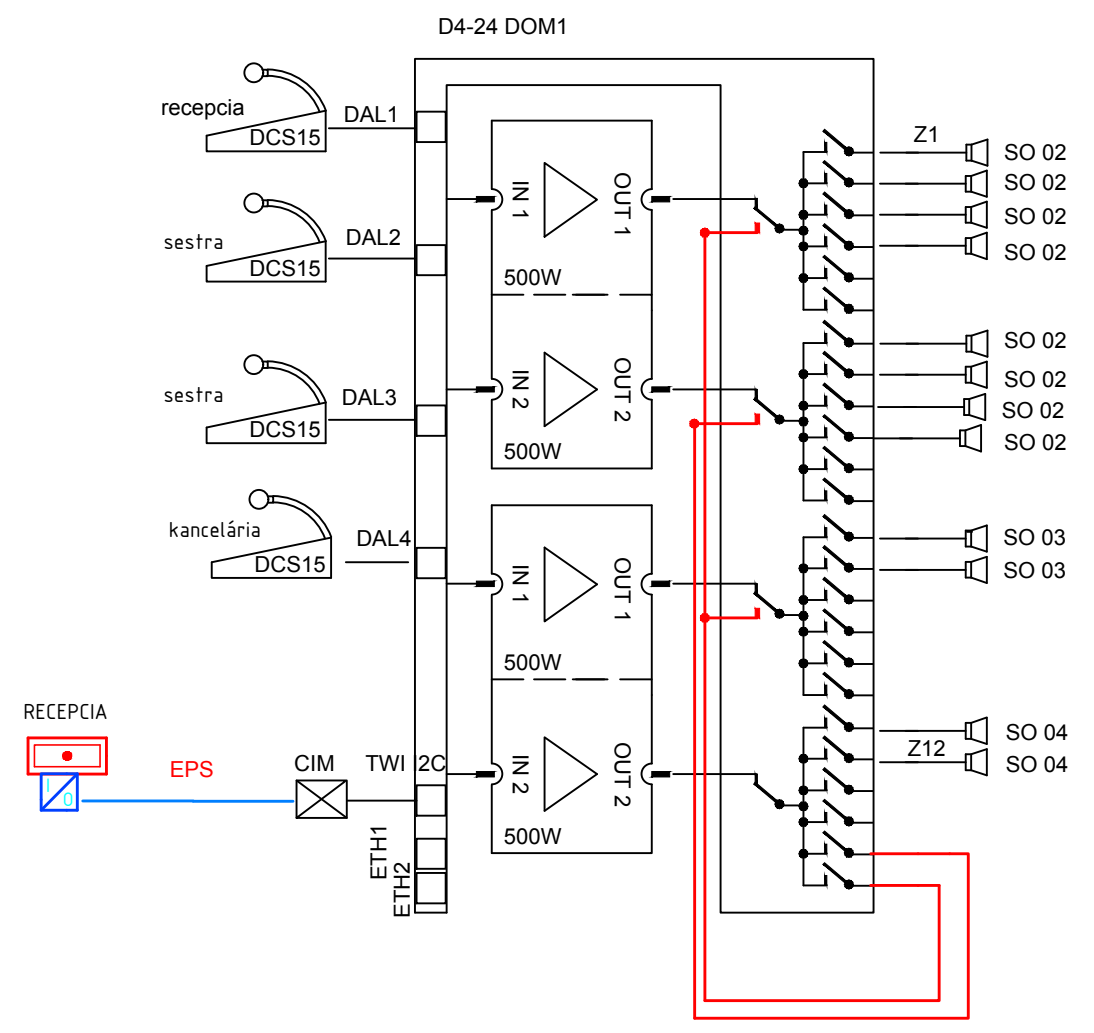 D4-24 DOM1
recepcia
DCS15
DAL1
sestra
DCS15
DAL2
sestra
DCS15
DAL3
kancelária
DCS15
DAL4
RECEPCIA
I/O
EPS
CIM
TWI 2C
ETH1
ETH2
IN 1
OUT 1
500W
IN 2
OUT 2
500W
IN 1
OUT 1
500W
IN 2
OUT 2
500W
Z1
SO 02
SO 02
SO 02
SO 02
SO 02
SO 02
SO 02
SO 02
SO 03
SO 03
SO 04
Z12
SO 04